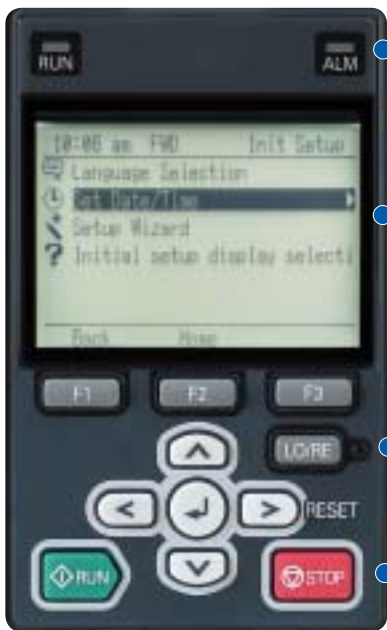 RUN ALM
10:06 am FWD Init Setup
Language Selection
Set Date/Time
Setup Wizard
? Initial setup display selecti
Back Home
F1 F2 F3
LO/RE
RESET
RUN STOP